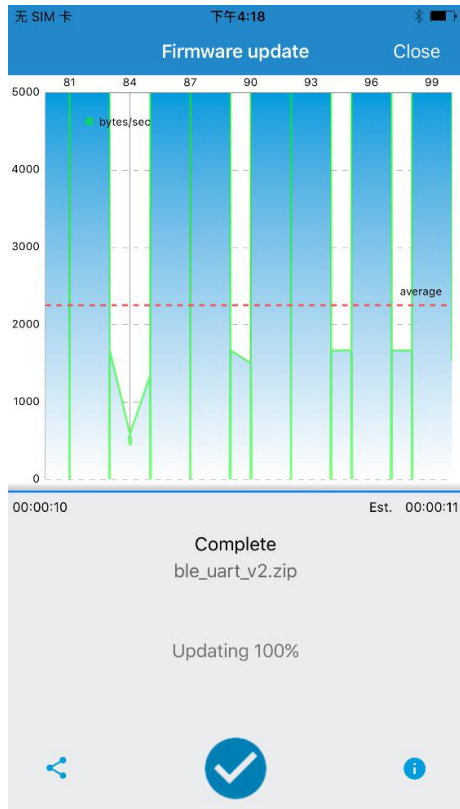 无 SIM 卡 下午4:18
Firmware update Close
81 84 87 90 93 96 99
5000
bytes/sec
4000
3000
average
2000
1000
0
00:00:10 Est. 00:00:11
Complete
ble_uart_v2.zip
Updating 100%